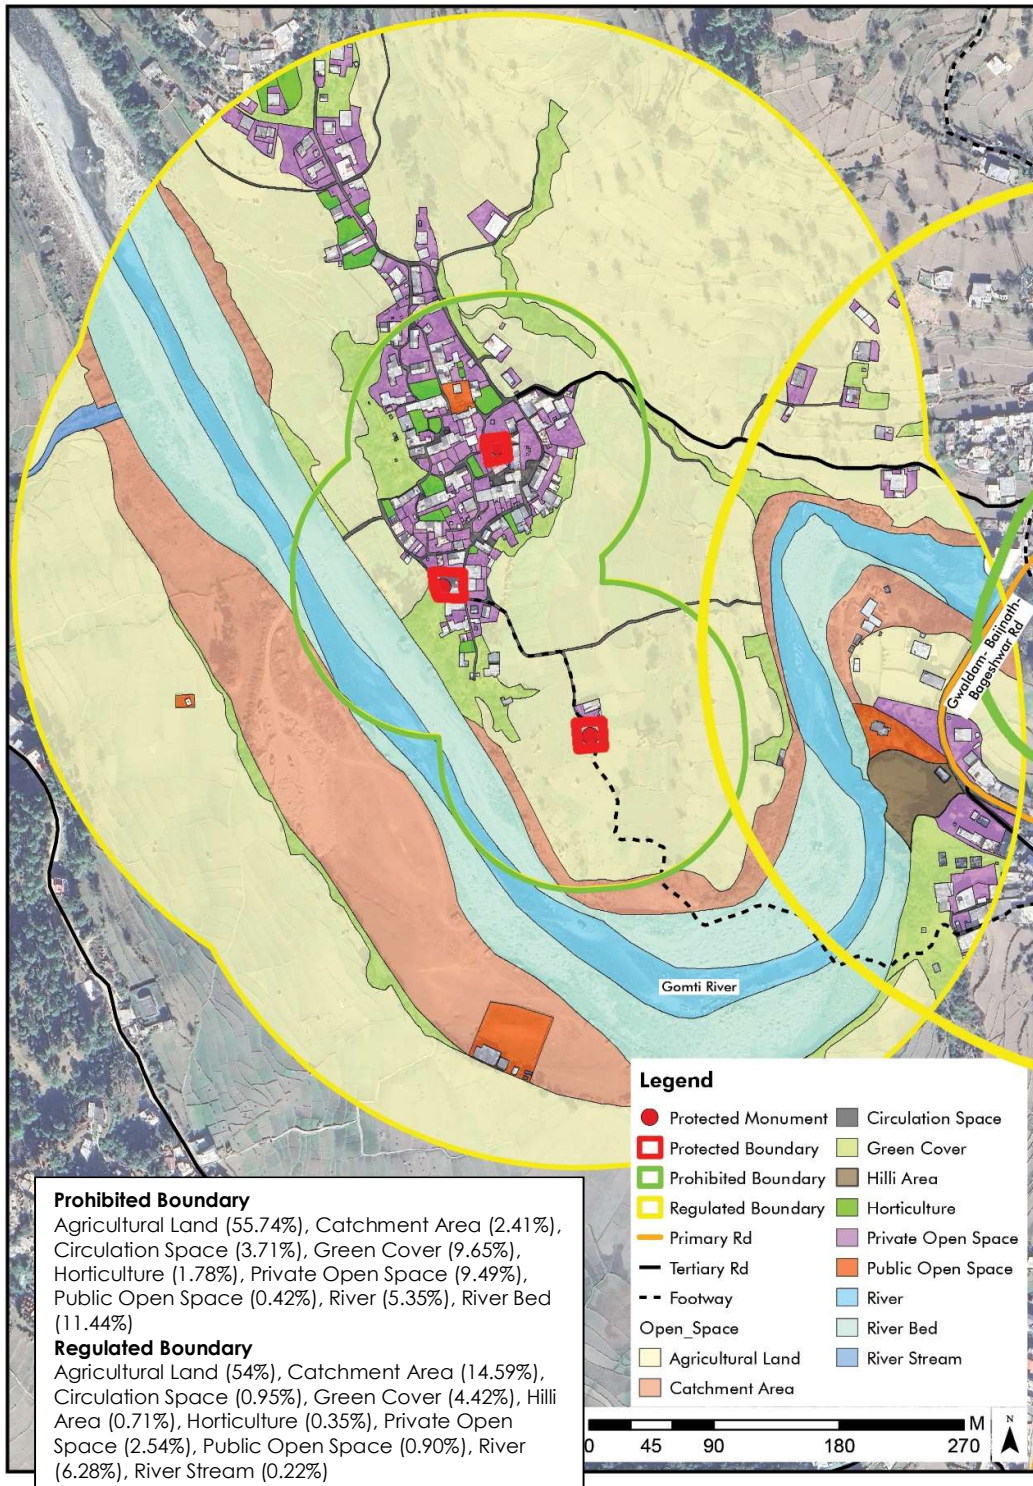 Gwaldam- Baijnath-
Bageshwar Rd
Gomti River
Legend
Protected Monument
Protected Boundary
Prohibited Boundary
Regulated Boundary
Primary Rd
Tertiary Rd
Footway
Open_Space
Agricultural Land
Catchment Area
Circulation Space
Green Cover
Hilli Area
Horticulture
Private Open Space
Public Open Space
River
River Bed
River Stream
Prohibited Boundary
Agricultural Land (55.74%), Catchment Area (2.41%),
Circulation Space (3.71%), Green Cover (9.65%),
Horticulture (1.78%), Private Open Space (9.49%),
Public Open Space (0.42%), River (5.35%), River Bed
(11.44%)
Regulated Boundary
Agricultural Land (54%), Catchment Area (14.59%),
Circulation Space (0.95%), Green Cover (4.42%), Hilli
Area (0.71%), Horticulture (0.35%), Private Open
Space (2.54%), Public Open Space (0.90%), River
(6.28%), River Stream (0.22%)
M
0 45 90 180 270
N